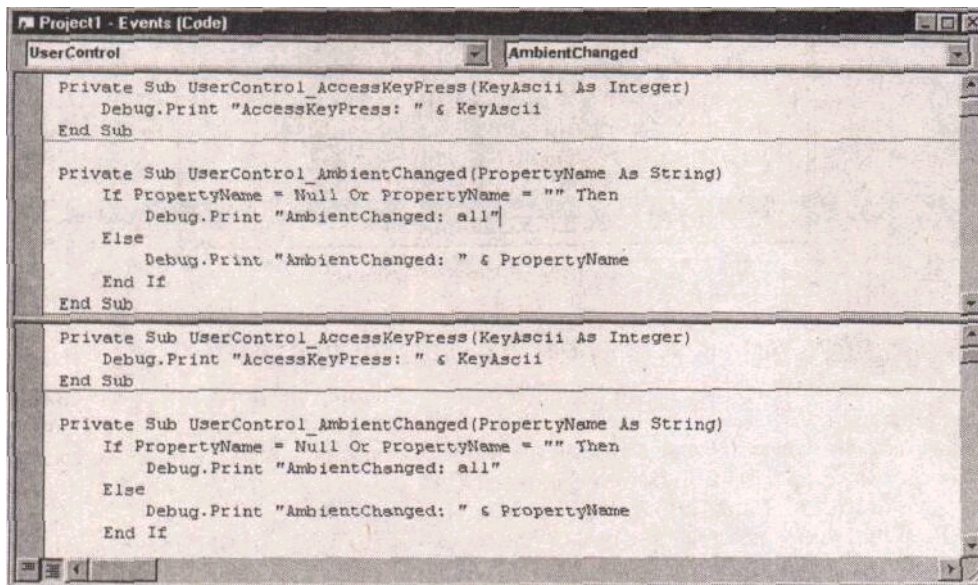 Project1 - Events (Code)
UserControl AmbientChanged
Private Sub UserControl_AccessKeyPress(KeyAscii As Integer)
Debug.Print "AccessKeyPress: " & KeyAscii
End Sub
Private Sub UserControl_AmbientChanged(PropertyName As String)
If PropertyName = Null Or PropertyName = "" Then
Debug.Print "AmbientChanged: all"
Else
Debug.Print "AmbientChanged: " & PropertyName
End If
End Sub
Private Sub UserControl_AccessKeyPress(KeyAscii As Integer)
Debug.Print "AccessKeyPress: " & KeyAscii
End Sub
Private Sub UserControl_AmbientChanged(PropertyName As String)
If PropertyName = Null Or PropertyName = "" Then
Debug.Print "AmbientChanged: all"
Else
Debug.Print "AmbientChanged: " & PropertyName
End If